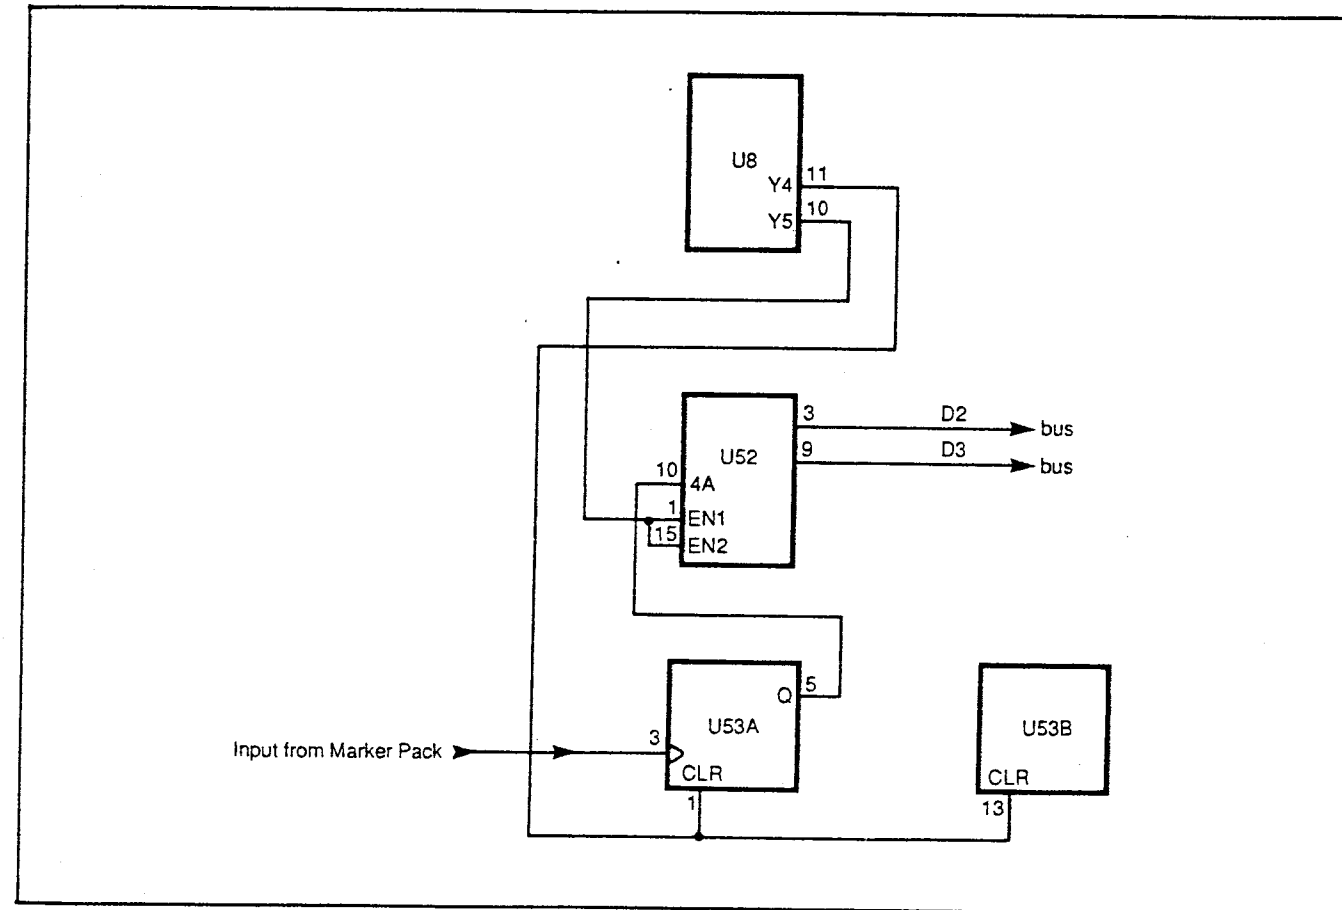 U8
Y4 11
Y5 10
3 D2 bus
U52 9 D3 bus
10 4A
1 EN1
15 EN2
Q 5
U53A U53B
Input from Marker Pack 3
CLR CLR
1 13